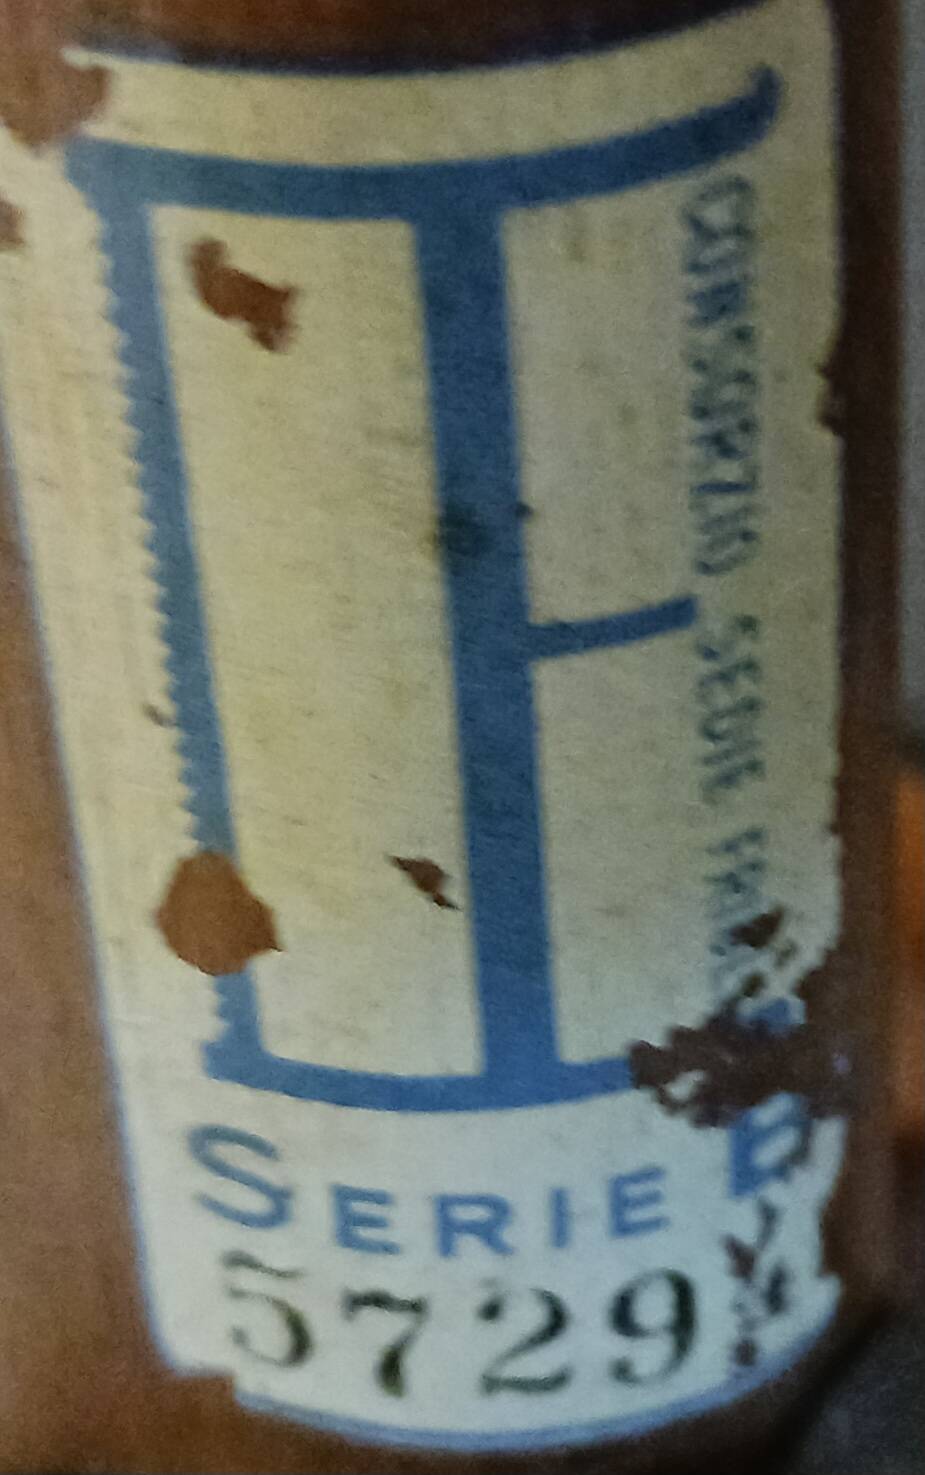 CONSORZIO SEGHE
SERIE B
5729